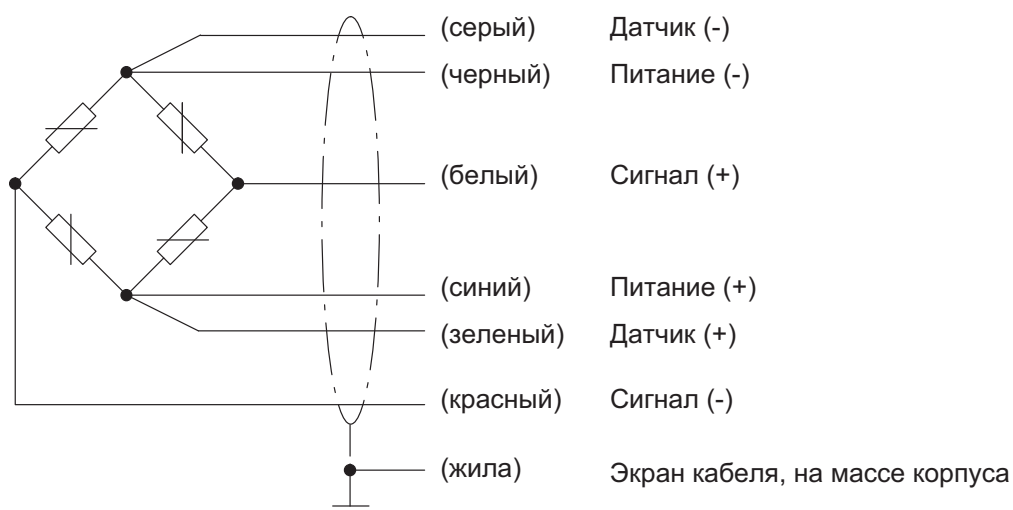 (серый) Датчик (-)
(черный) Питание (-)
(белый) Сигнал (+)
(синий) Питание (+)
(зеленый) Датчик (+)
(красный) Сигнал (-)
(жила) Экран кабеля, на массе корпуса